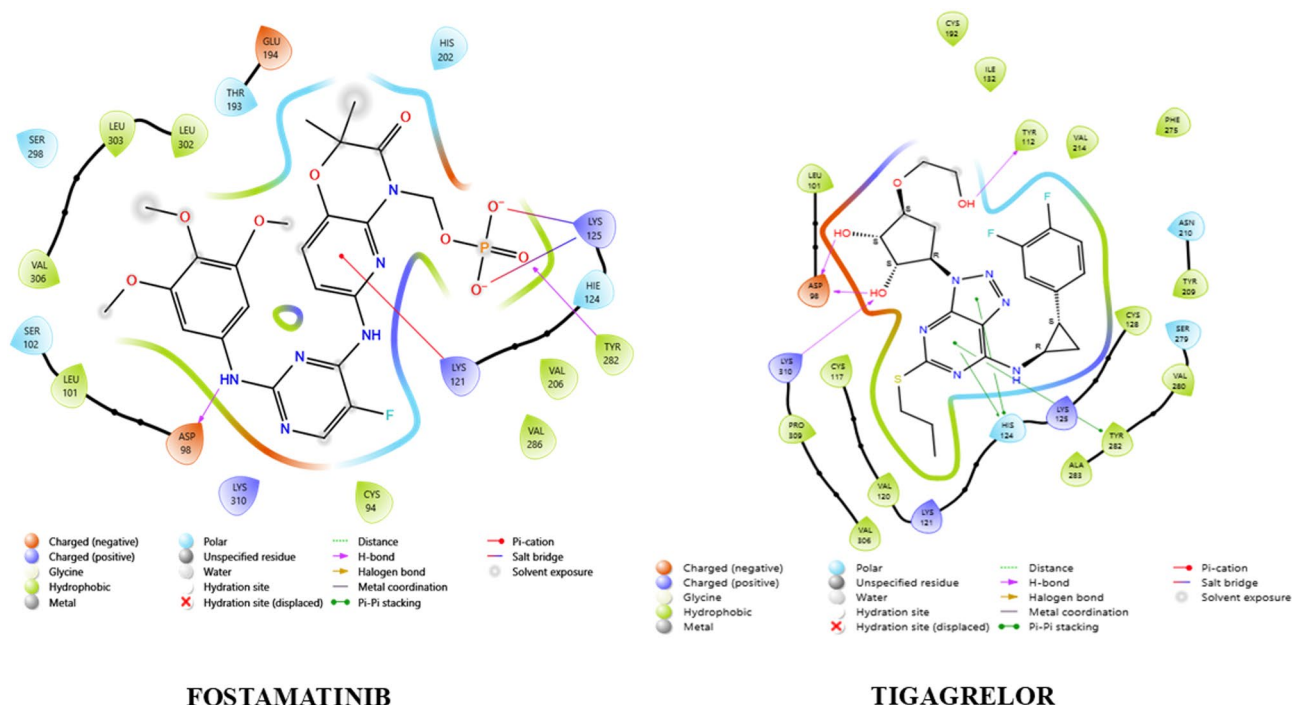 GLU
194
HIS
202
THR
193
LEU
303
LEU
302
SER
298
VAL
306
SER
102
LEU
101
ASP
98
LYS
310
CYS
94
LYS
121
VAL
206
VAL
286
TYR
282
HIE
124
LYS
125
O
O
N
O
O
O
O
O⁻
P
O
O⁻
N
NH
N
HN
N
F
Charged (negative)
Charged (positive)
Glycine
Hydrophobic
Metal
Polar
Unspecified residue
Water
Hydration site
Hydration site (displaced)
Distance
H-bond
Halogen bond
Metal coordination
Pi-Pi stacking
Pi-cation
Salt bridge
Solvent exposure
FOSTAMATINIB
CYS
192
ILE
132
TYR
112
VAL
214
PHE
275
LEU
101
ASP
98
LYS
310
PRO
309
CYS
117
VAL
120
VAL
306
LYS
121
HIS
124
LYS
125
ALA
283
TYR
282
VAL
280
SER
279
CYS
128
TYR
209
ASN
210
O
OH
HO
S
S
S
R
HO
N
N
N
N
N
S
N
H
R
S
F
F
Charged (negative)
Charged (positive)
Glycine
Hydrophobic
Metal
Polar
Unspecified residue
Water
Hydration site
Hydration site (displaced)
Distance
H-bond
Halogen bond
Metal coordination
Pi-Pi stacking
Pi-cation
Salt bridge
Solvent exposure
TIGAGRELOR